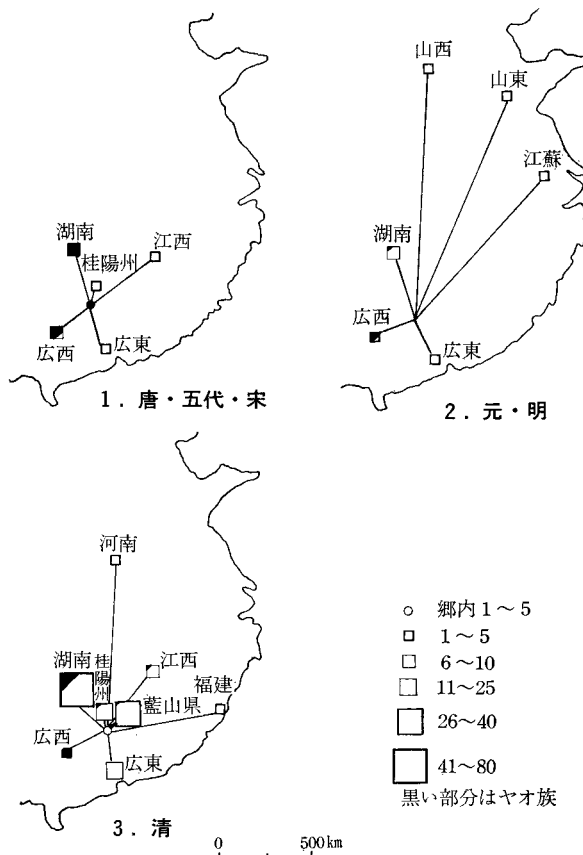 湖南
江西
桂陽州
広西
広東
1．唐・五代・宋
山西
山東
江蘇
湖南
広西
広東
2．元・明
河南
湖南
桂陽州
江西
福建
藍山県
広西
広東
3．清
郷内1～5
1～5
6～10
11～25
26～40
41～80
黒い部分はヤオ族
0 500km